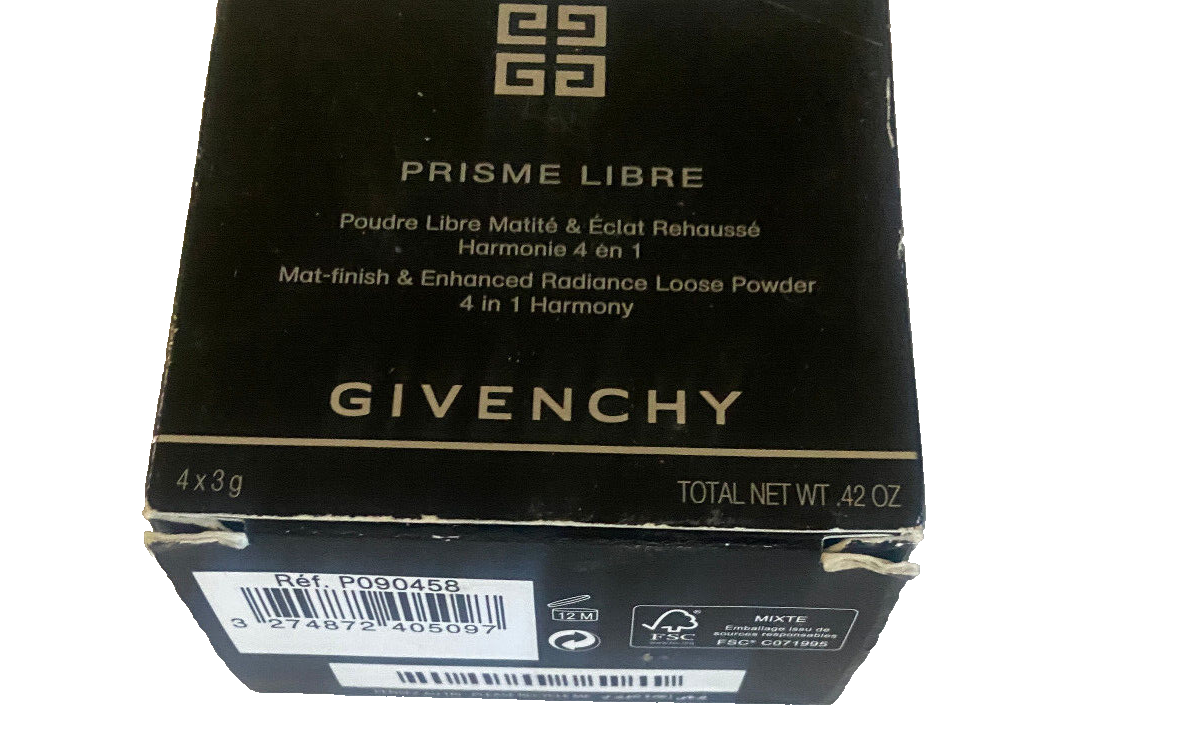 PRISME LIBRE
Poudre Libre Matité & Éclat Rehaussé
Harmonie 4 en 1
Mat-finish & Enhanced Radiance Loose Powder
4 in 1 Harmony
GIVENCHY
4 x 3 g
TOTAL NET WT .42 OZ
Réf. P090458
3 274872 405097
12 M
FSC
MIXTE
Emballage issu de
sources responsables
FSC® C071995